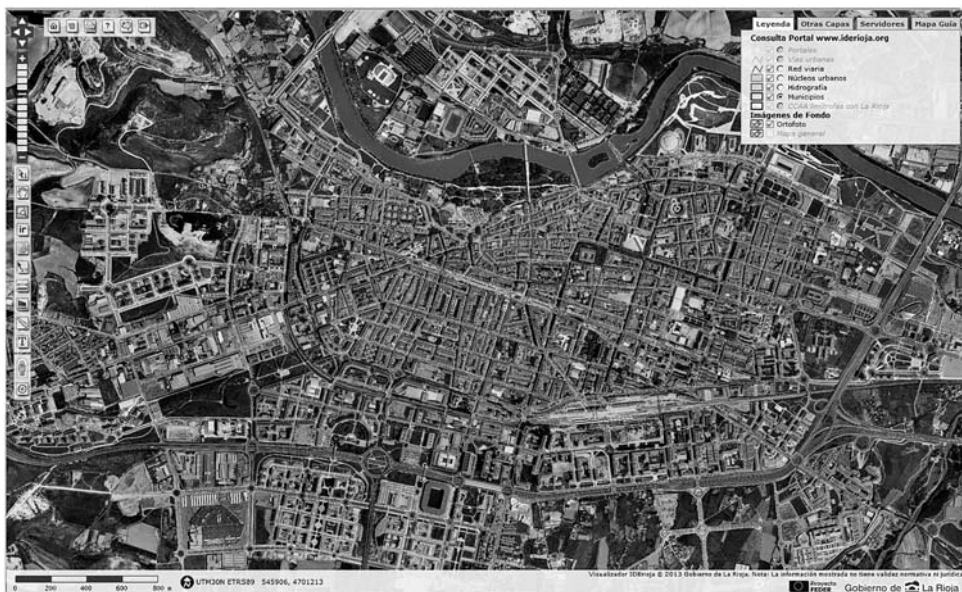 Leyenda Otras Capas Servidores Mapa Guía
Consulta Portal www.iderioja.org
Portales
Vías urbanas
Red viaria
Núcleos urbanos
Hidrografía
Municipios
CCAA limítrofes con La Rioja
Imágenes de Fondo
Ortofoto
Mapa general
?
ir
T
0 200 400 600 800 m
UTM30N ETRS89 545906, 4701213
Visualizador IDErioja © 2013 Gobierno de La Rioja. Nota: La información mostrada no tiene validez normativa ni jurídica
Proyecto
FEDER
Gobierno de La Rioja